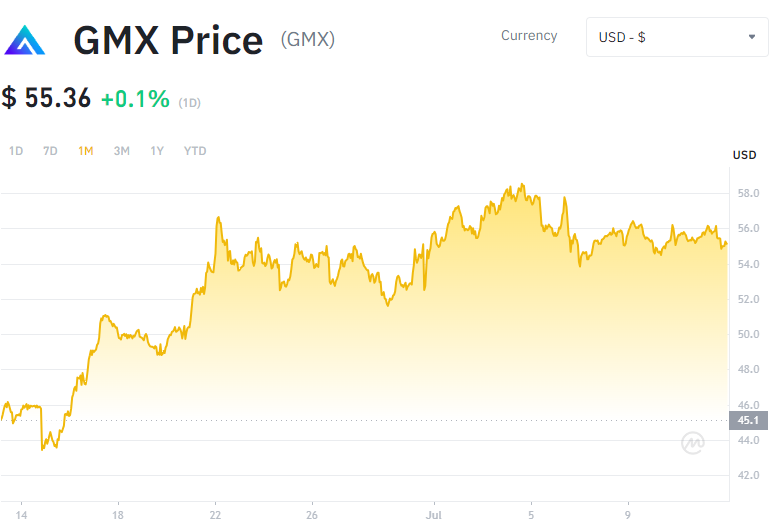 GMX Price (GMX)
Currency
USD - $
$ 55.36 +0.1% (1D)
1D 7D 1M 3M 1Y YTD
USD
58.0
56.0
54.0
52.0
50.0
48.0
46.0
45.1
44.0
42.0
14 18 22 26 Jul 5 9